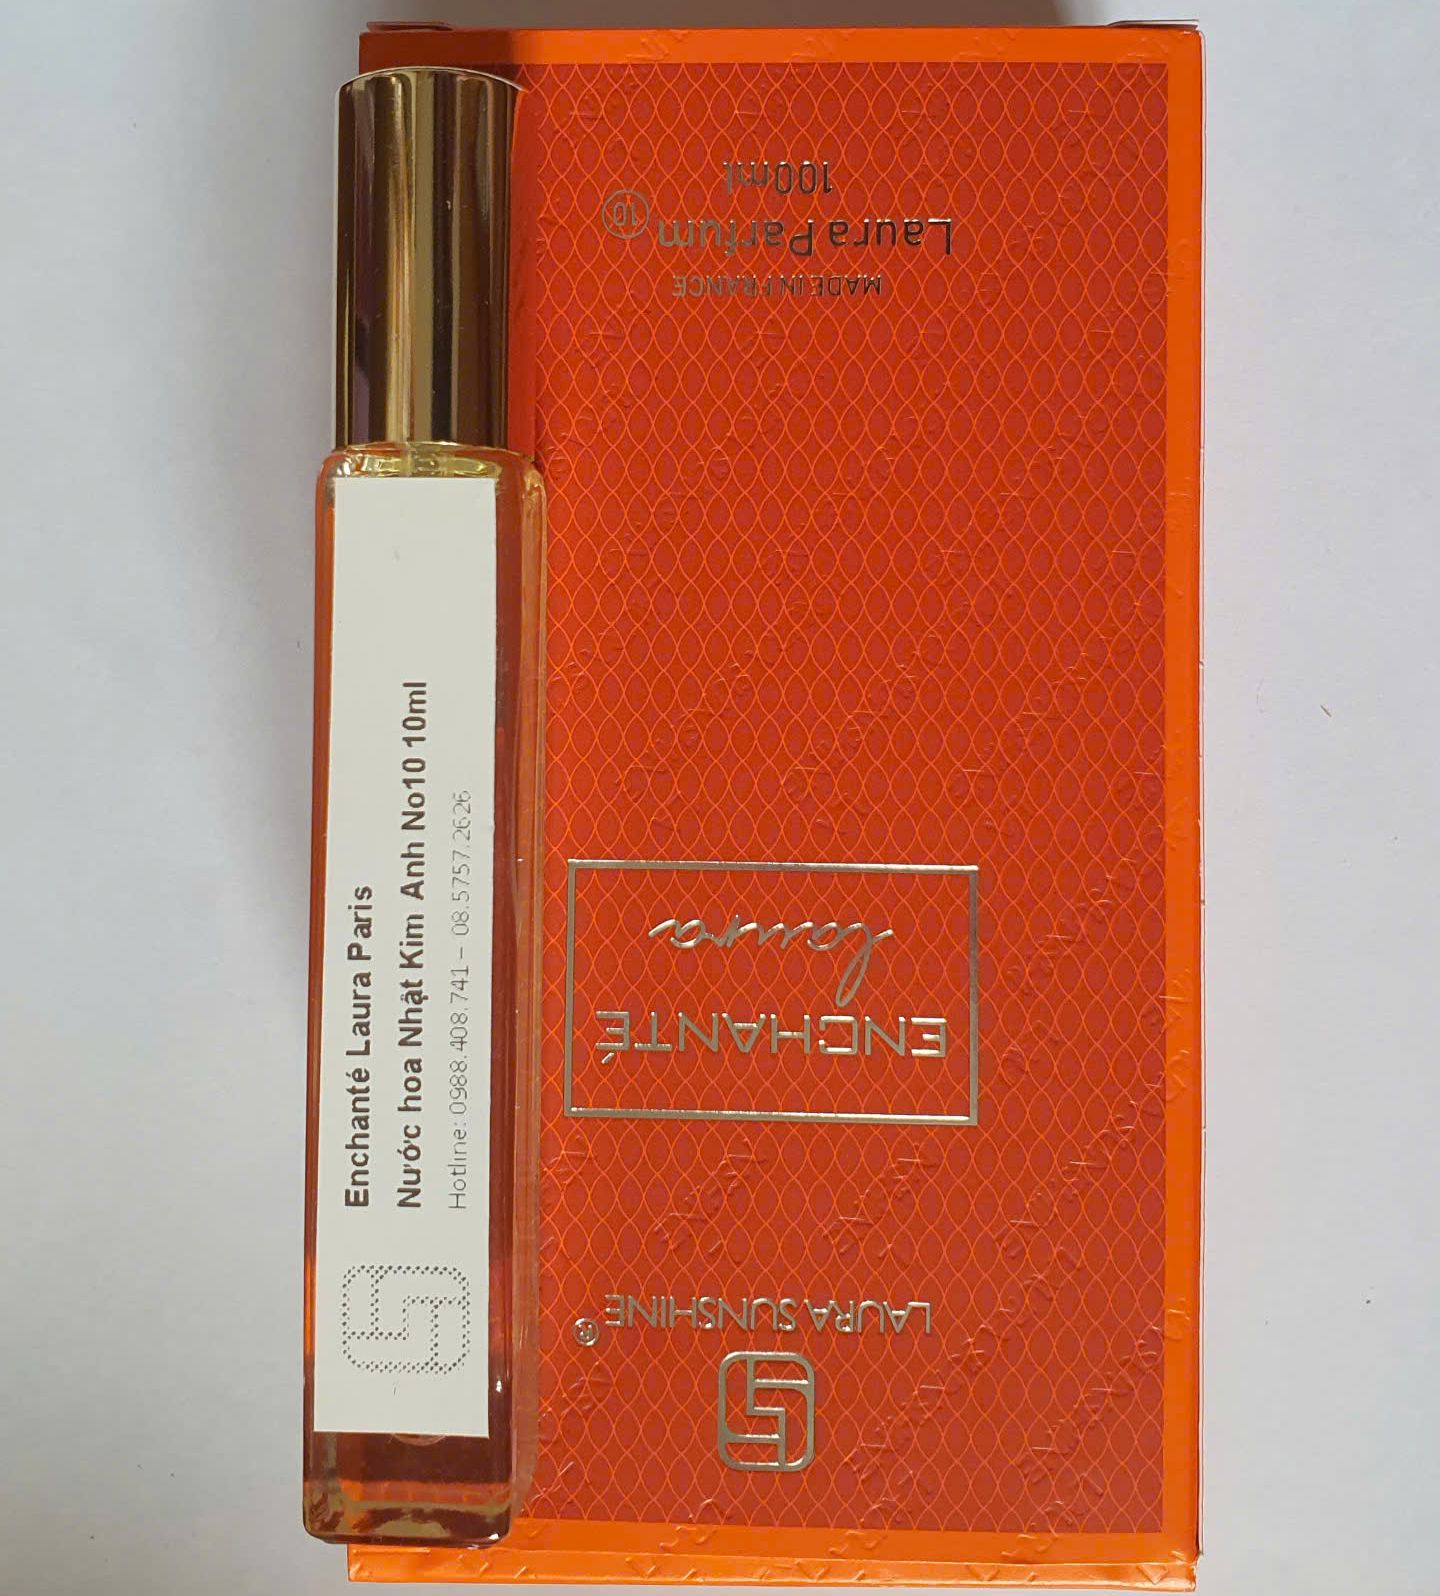 Enchanté Laura Paris
Nước hoa Nhật Kim Anh No10 10ml
Hotline: 0988.408.741 – 08.5757.2626
LAURA SUNSHINE ®
ENCHANTÉ
laura
MADE IN FRANCE
Laura Parfum 10
100ml